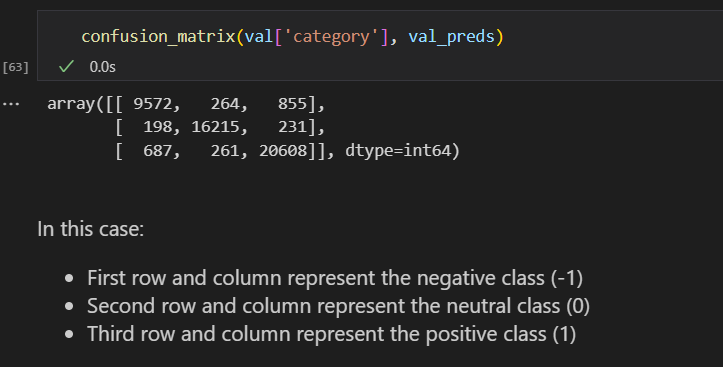 confusion_matrix(val['category'], val_preds)
[63] ✓ 0.0s
... array([[ 9572,   264,   855],
       [  198, 16215,   231],
       [  687,   261, 20608]], dtype=int64)
In this case:
• First row and column represent the negative class (-1)
• Second row and column represent the neutral class (0)
• Third row and column represent the positive class (1)